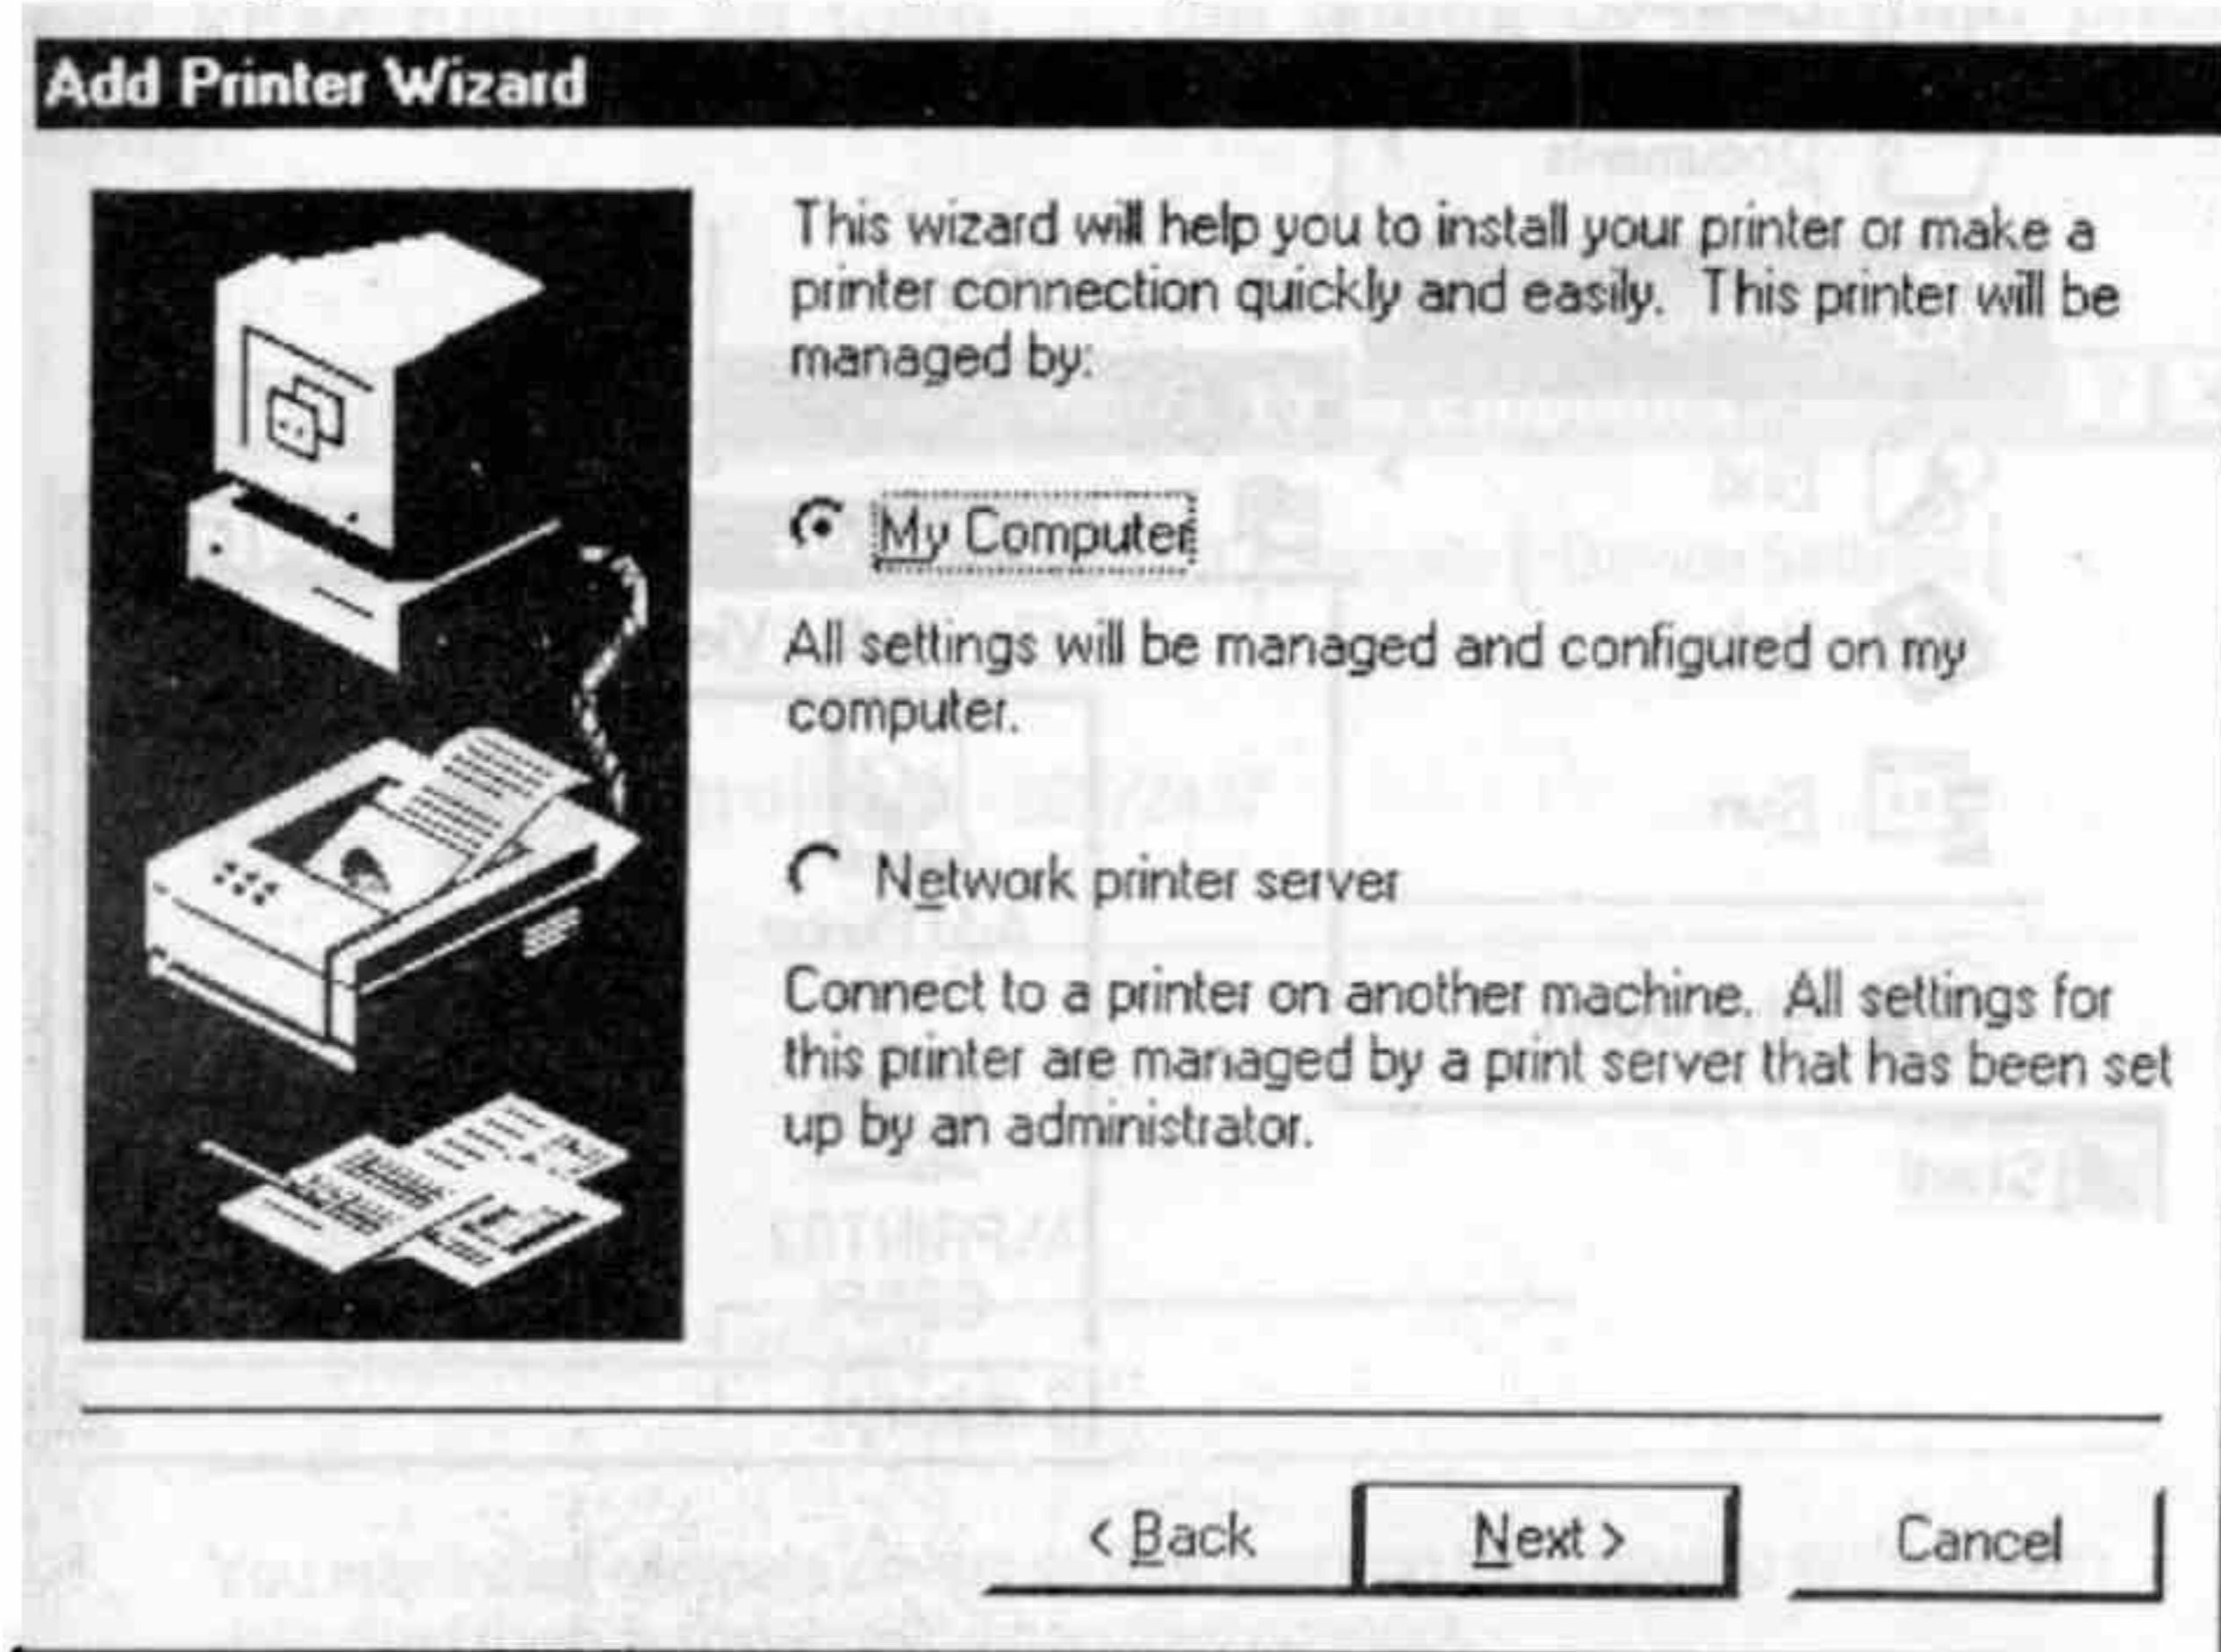 Add Printer Wizard
This wizard will help you to install your printer or make a
printer connection quickly and easily. This printer will be
managed by:
My Computer
All settings will be managed and configured on my
computer.
Network printer server
Connect to a printer on another machine. All settings for
this printer are managed by a print server that has been set
up by an administrator.
< Back
Next >
Cancel